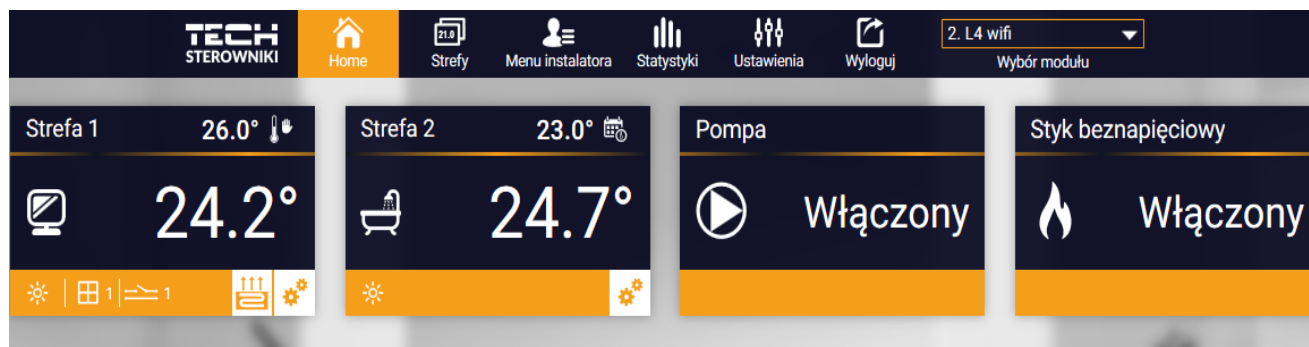 TECH
STEROWNIKI
Home
21.0
Strefy
Menu instalatora
Statystyki
Ustawienia
Wyloguj
2. L4 wifi
Wybór modułu
Strefa 1 26.0°
24.2°
1 1
Strefa 2 23.0°
24.7°
Pompa
Włączony
Styk beznapięciowy
Włączony